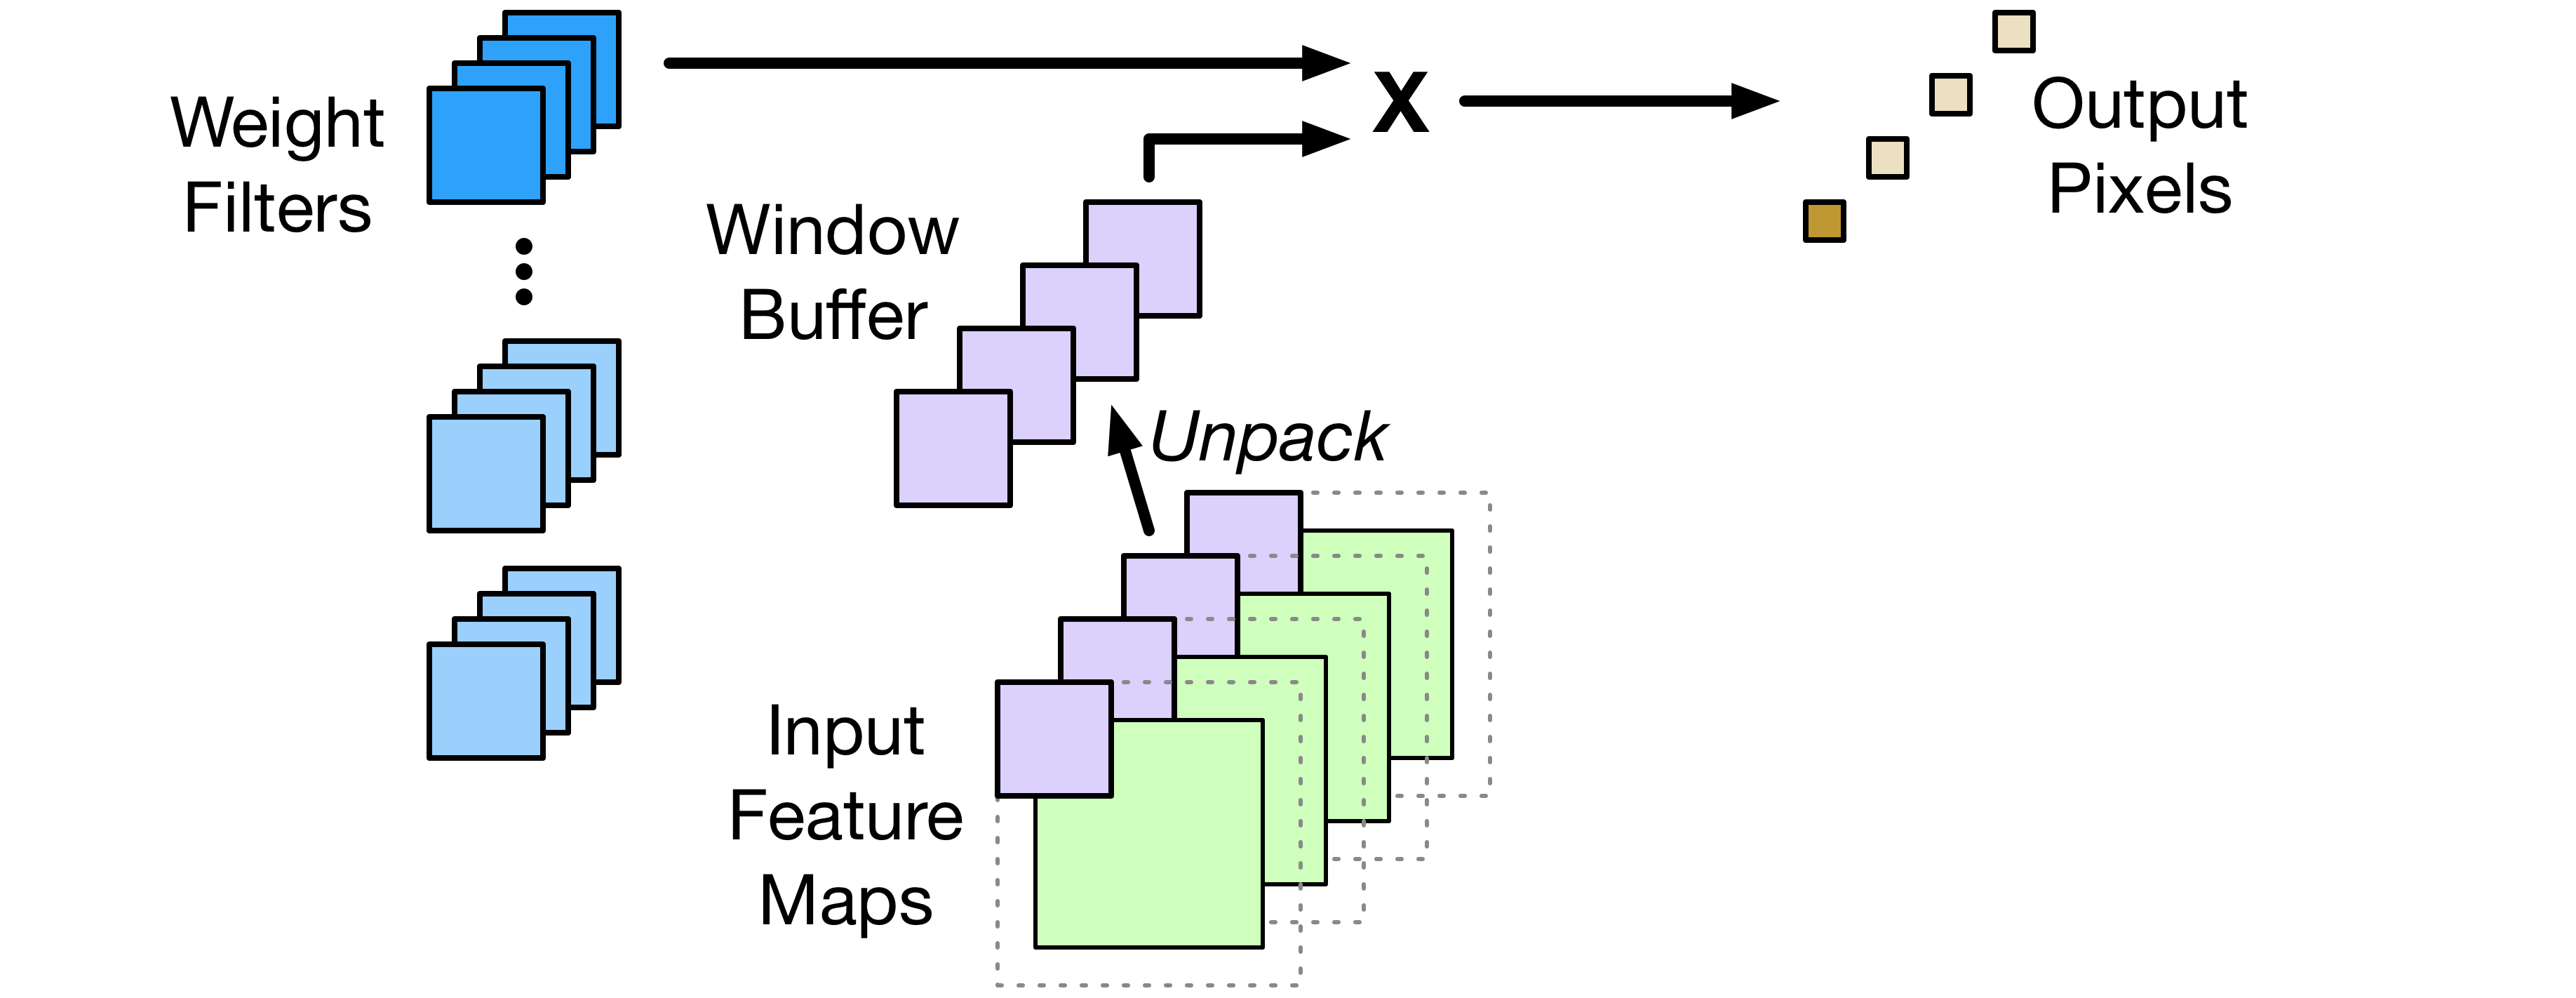 Weight
Filters
X
Output
Pixels
Window
Buffer
Unpack
Input
Feature
Maps